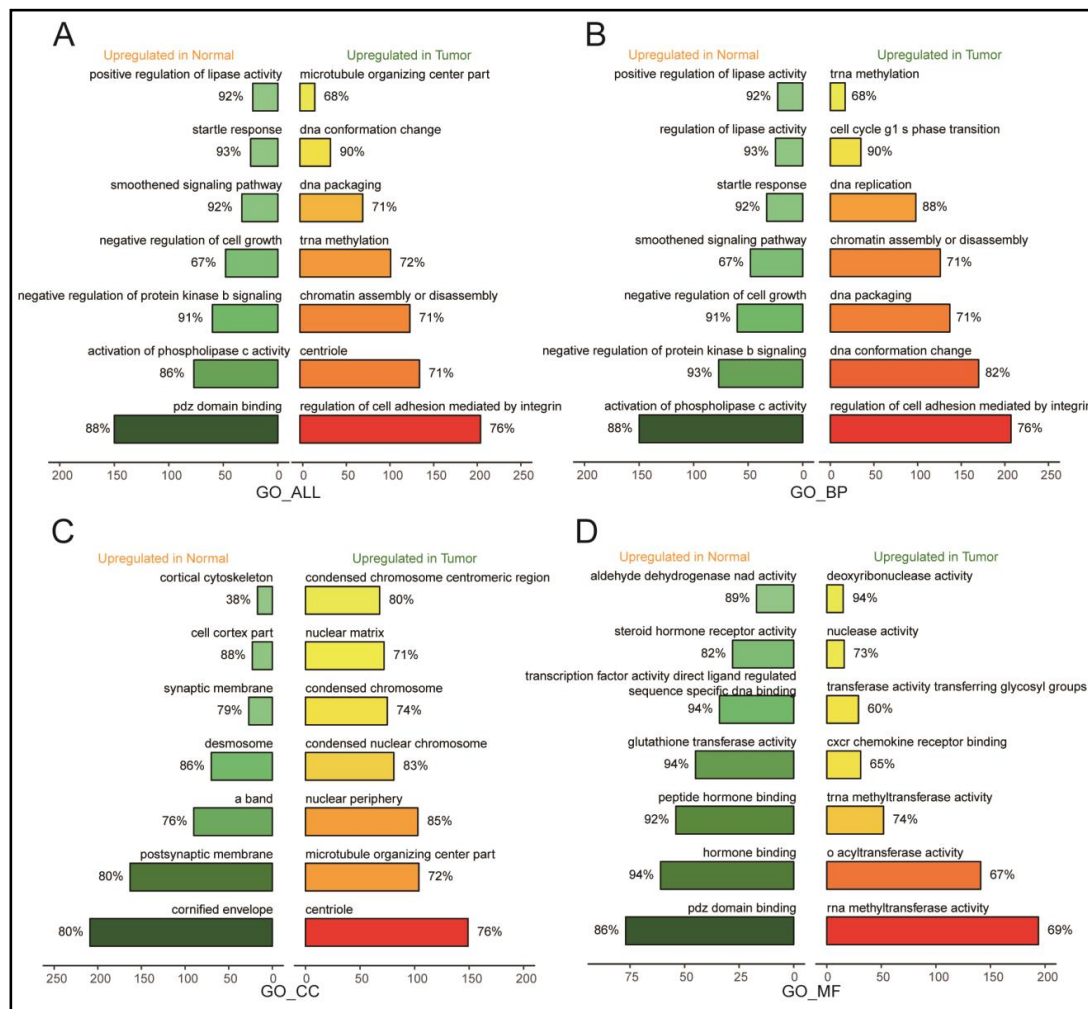 A
Upregulated in Normal
Upregulated in Tumor
positive regulation of lipase activity
microtubule organizing center part
92%
68%
startle response
dna conformation change
93%
90%
smoothened signaling pathway
dna packaging
92%
71%
negative regulation of cell growth
trna methylation
67%
72%
negative regulation of protein kinase b signaling
chromatin assembly or disassembly
91%
71%
activation of phospholipase c activity
centriole
86%
71%
pdz domain binding
regulation of cell adhesion mediated by integrin
88%
76%
200 150 100 50 0
0 50 100 150 200 250
GO_ALL
B
Upregulated in Normal
Upregulated in Tumor
positive regulation of lipase activity
trna methylation
92%
68%
regulation of lipase activity
cell cycle g1 s phase transition
93%
90%
startle response
dna replication
92%
88%
smoothened signaling pathway
chromatin assembly or disassembly
67%
71%
negative regulation of cell growth
dna packaging
91%
71%
negative regulation of protein kinase b signaling
dna conformation change
93%
82%
activation of phospholipase c activity
regulation of cell adhesion mediated by integrin
88%
76%
200 150 100 50 0
0 50 100 150 200 250
GO_BP
C
Upregulated in Normal
Upregulated in Tumor
cortical cytoskeleton
condensed chromosome centromeric region
38%
80%
cell cortex part
nuclear matrix
88%
71%
synaptic membrane
condensed chromosome
79%
74%
desmosome
condensed nuclear chromosome
86%
83%
a band
nuclear periphery
76%
85%
postsynaptic membrane
microtubule organizing center part
80%
72%
cornified envelope
centriole
80%
76%
200 150 100 50 0
0 50 100 150 200
GO_CC
D
Upregulated in Normal
Upregulated in Tumor
aldehyde dehydrogenase nad activity
deoxyribonuclease activity
89%
94%
steroid hormone receptor activity
nuclease activity
82%
73%
transcription factor activity direct ligand regulated
sequence specific dna binding
transferase activity transferring glycosyl groups
94%
60%
glutathione transferase activity
cxcr chemokine receptor binding
94%
65%
peptide hormone binding
trna methyltransferase activity
92%
74%
hormone binding
o acyltransferase activity
94%
67%
pdz domain binding
rna methyltransferase activity
86%
69%
75 50 25 0
0 50 100 150 200
GO_MF